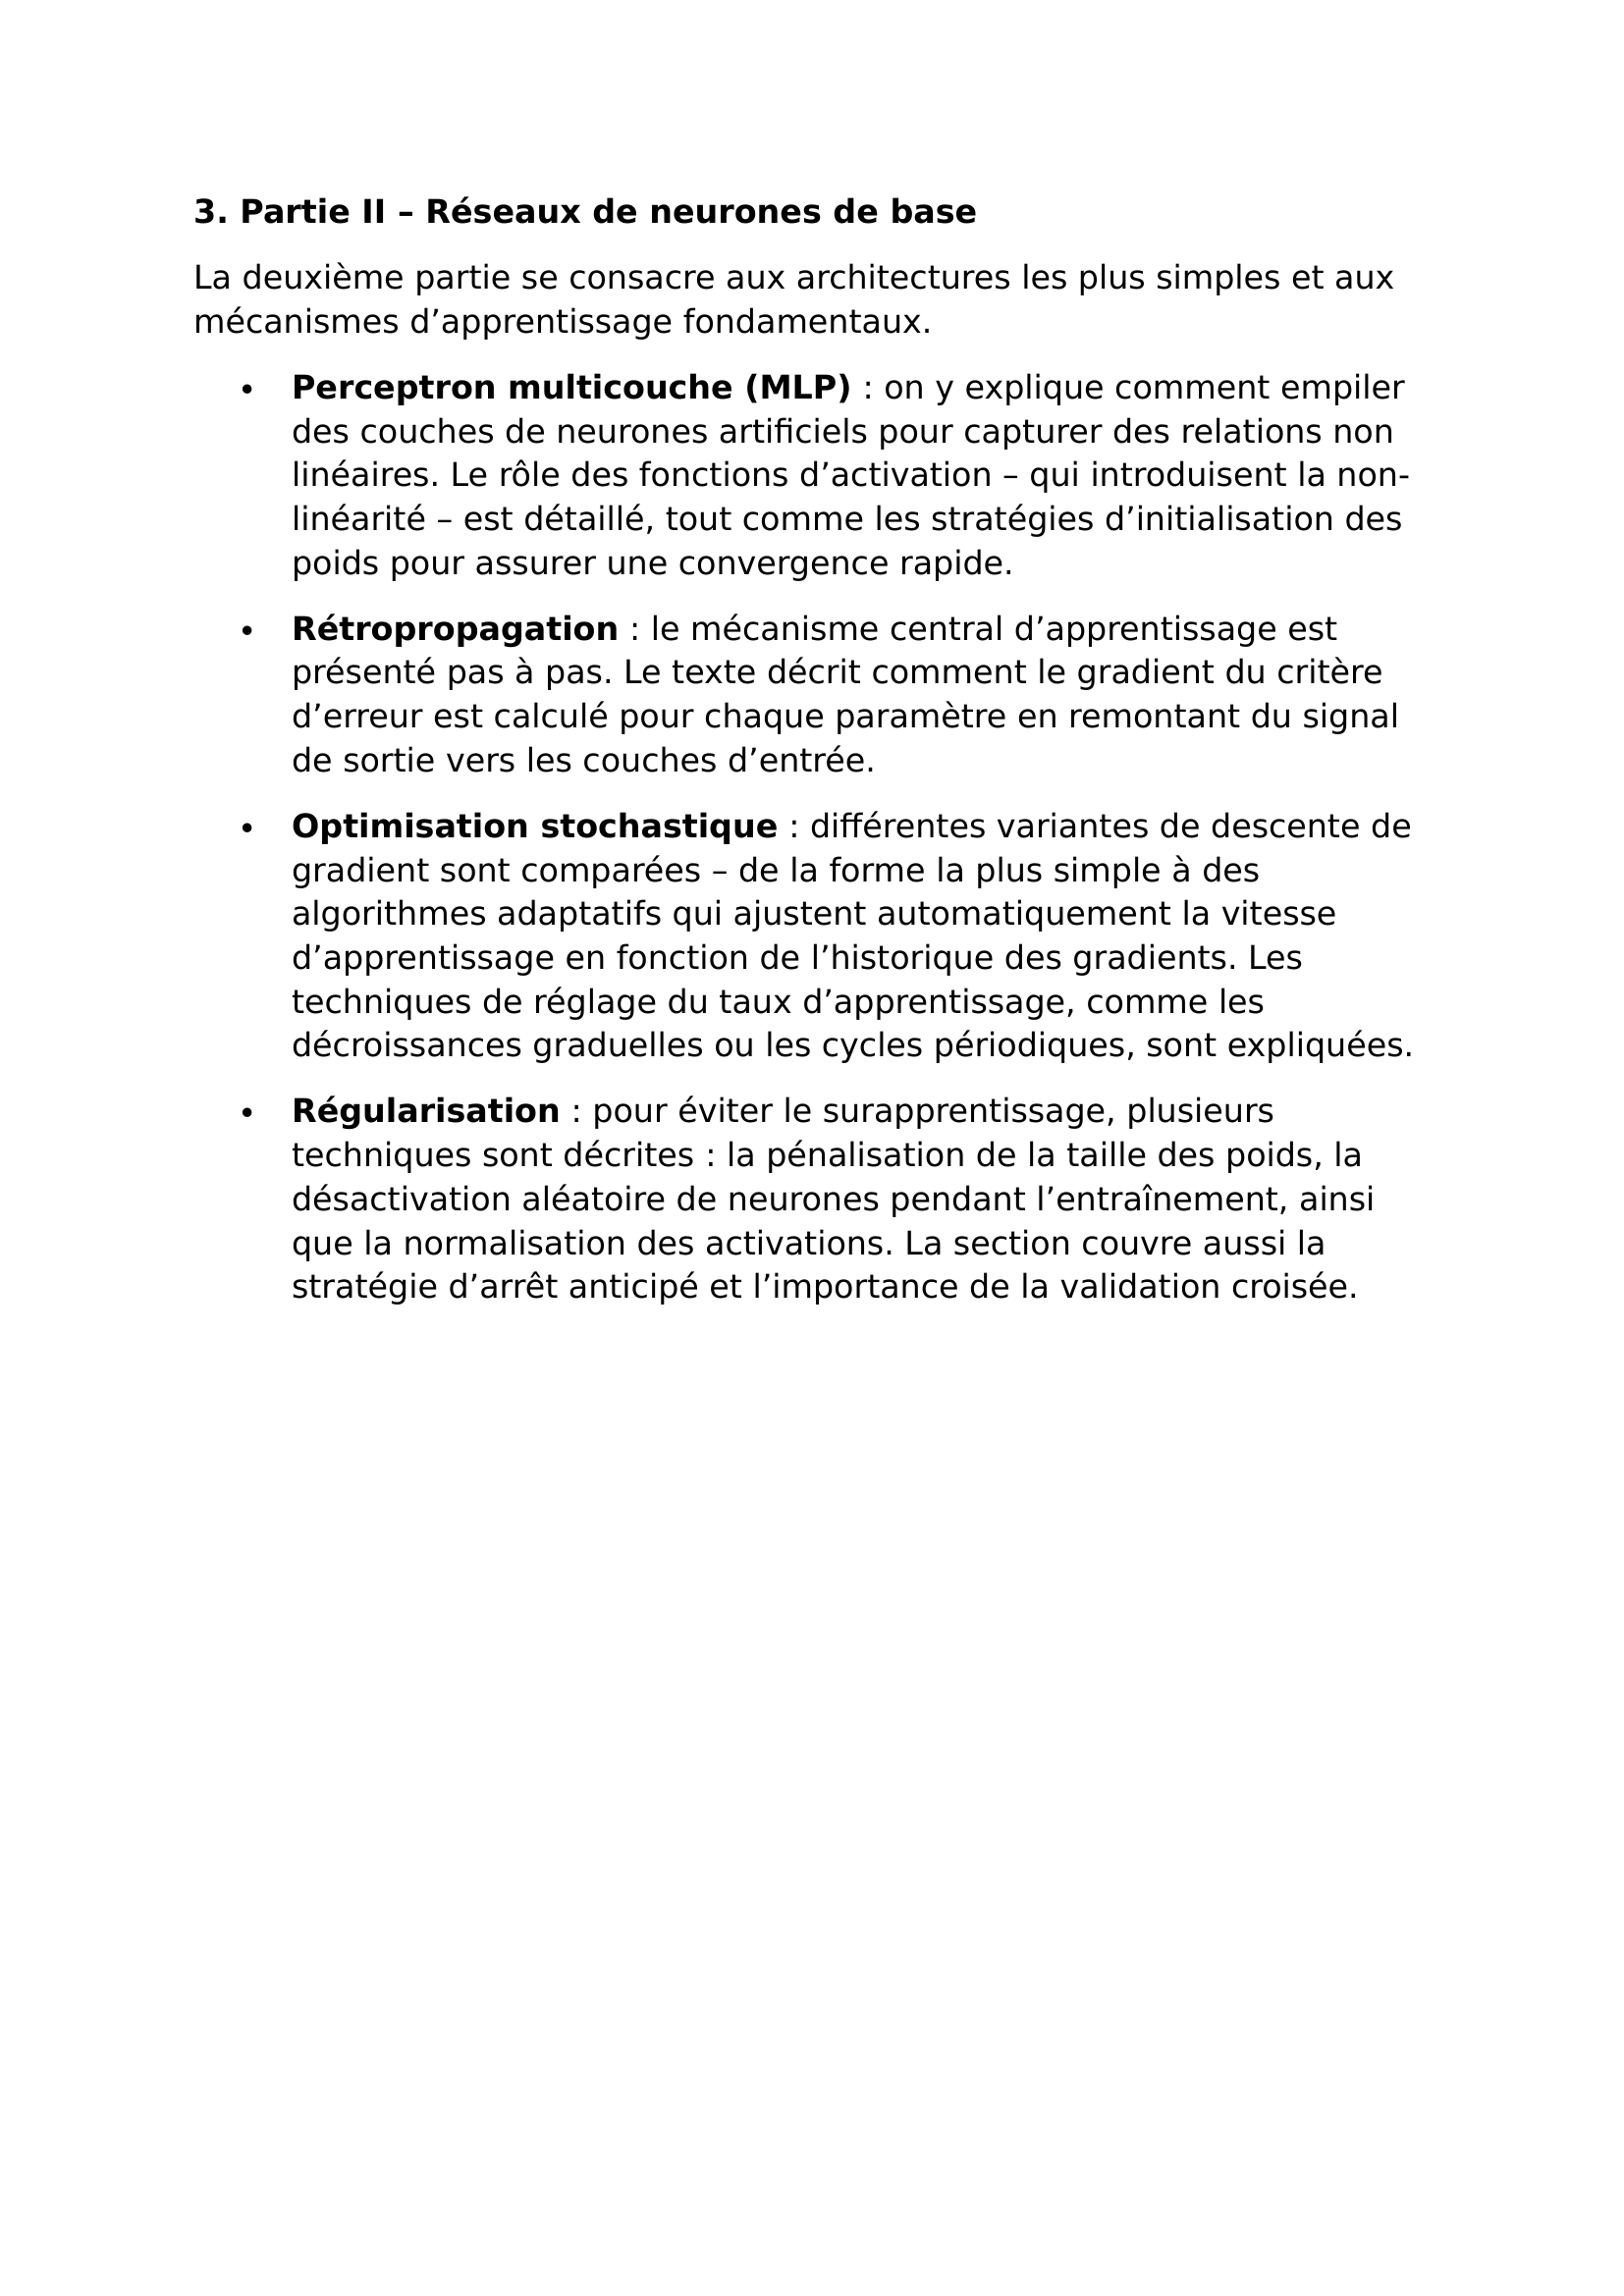 3. Partie II – Réseaux de neurones de base
La deuxième partie se consacre aux architectures les plus simples et aux
mécanismes d’apprentissage fondamentaux.
• Perceptron multicouche (MLP) : on y explique comment empiler
des couches de neurones artificiels pour capturer des relations non
linéaires. Le rôle des fonctions d’activation – qui introduisent la non-
linéarité – est détaillé, tout comme les stratégies d’initialisation des
poids pour assurer une convergence rapide.
• Rétropropagation : le mécanisme central d’apprentissage est
présenté pas à pas. Le texte décrit comment le gradient du critère
d’erreur est calculé pour chaque paramètre en remontant du signal
de sortie vers les couches d’entrée.
• Optimisation stochastique : différentes variantes de descente de
gradient sont comparées – de la forme la plus simple à des
algorithmes adaptatifs qui ajustent automatiquement la vitesse
d’apprentissage en fonction de l’historique des gradients. Les
techniques de réglage du taux d’apprentissage, comme les
décroissances graduelles ou les cycles périodiques, sont expliquées.
• Régularisation : pour éviter le surapprentissage, plusieurs
techniques sont décrites : la pénalisation de la taille des poids, la
désactivation aléatoire de neurones pendant l’entraînement, ainsi
que la normalisation des activations. La section couvre aussi la
stratégie d’arrêt anticipé et l’importance de la validation croisée.